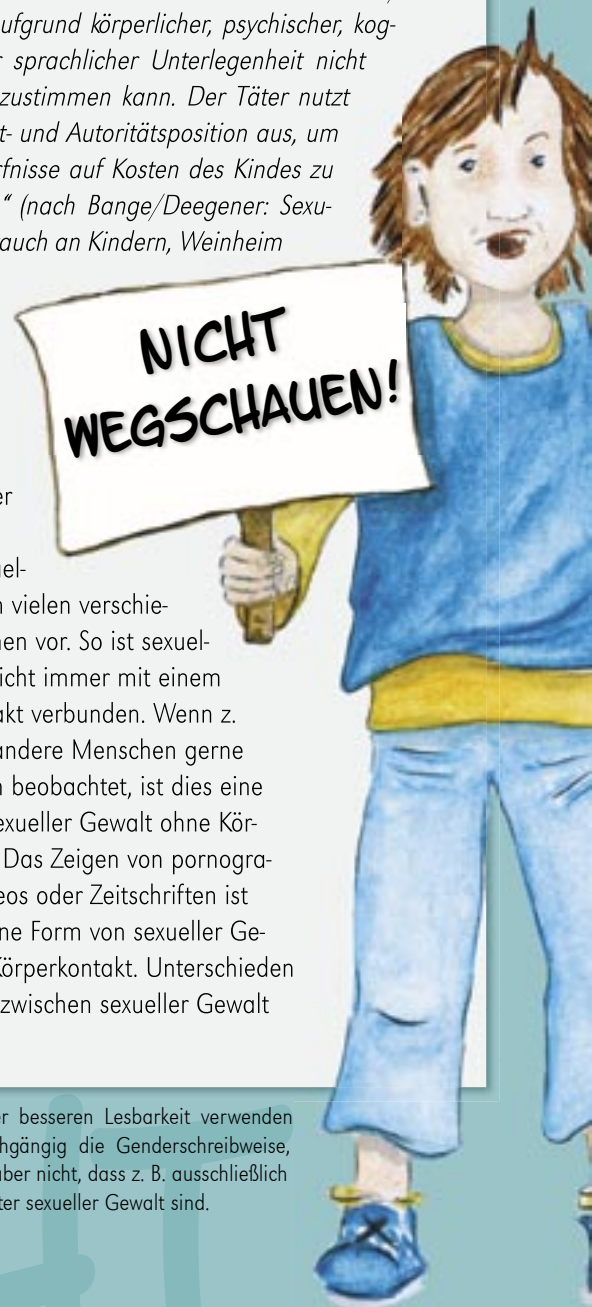 ufgrund körperlicher, psychischer, kog-
r sprachlicher Unterlegenheit nicht
zustimmen kann. Der Täter nutzt
t- und Autoritätsposition aus, um
rfnisse auf Kosten des Kindes zu
“ (nach Bange/Deegener: Sexu-
auch an Kindern, Weinheim
NICHT
WEGSCHAUEN!
er
uel-
n vielen verschie-
nen vor. So ist sexuel-
icht immer mit einem
akt verbunden. Wenn z.
andere Menschen gerne
n beobachtet, ist dies eine
exueller Gewalt ohne Kör-
Das Zeigen von pornogra-
eos oder Zeitschriften ist
ne Form von sexueller Ge-
Körperkontakt. Unterschieden
zwischen sexueller Gewalt
er besseren Lesbarkeit verwenden
hgängig die Genderschreibweise,
aber nicht, dass z. B. ausschließlich
ter sexueller Gewalt sind.